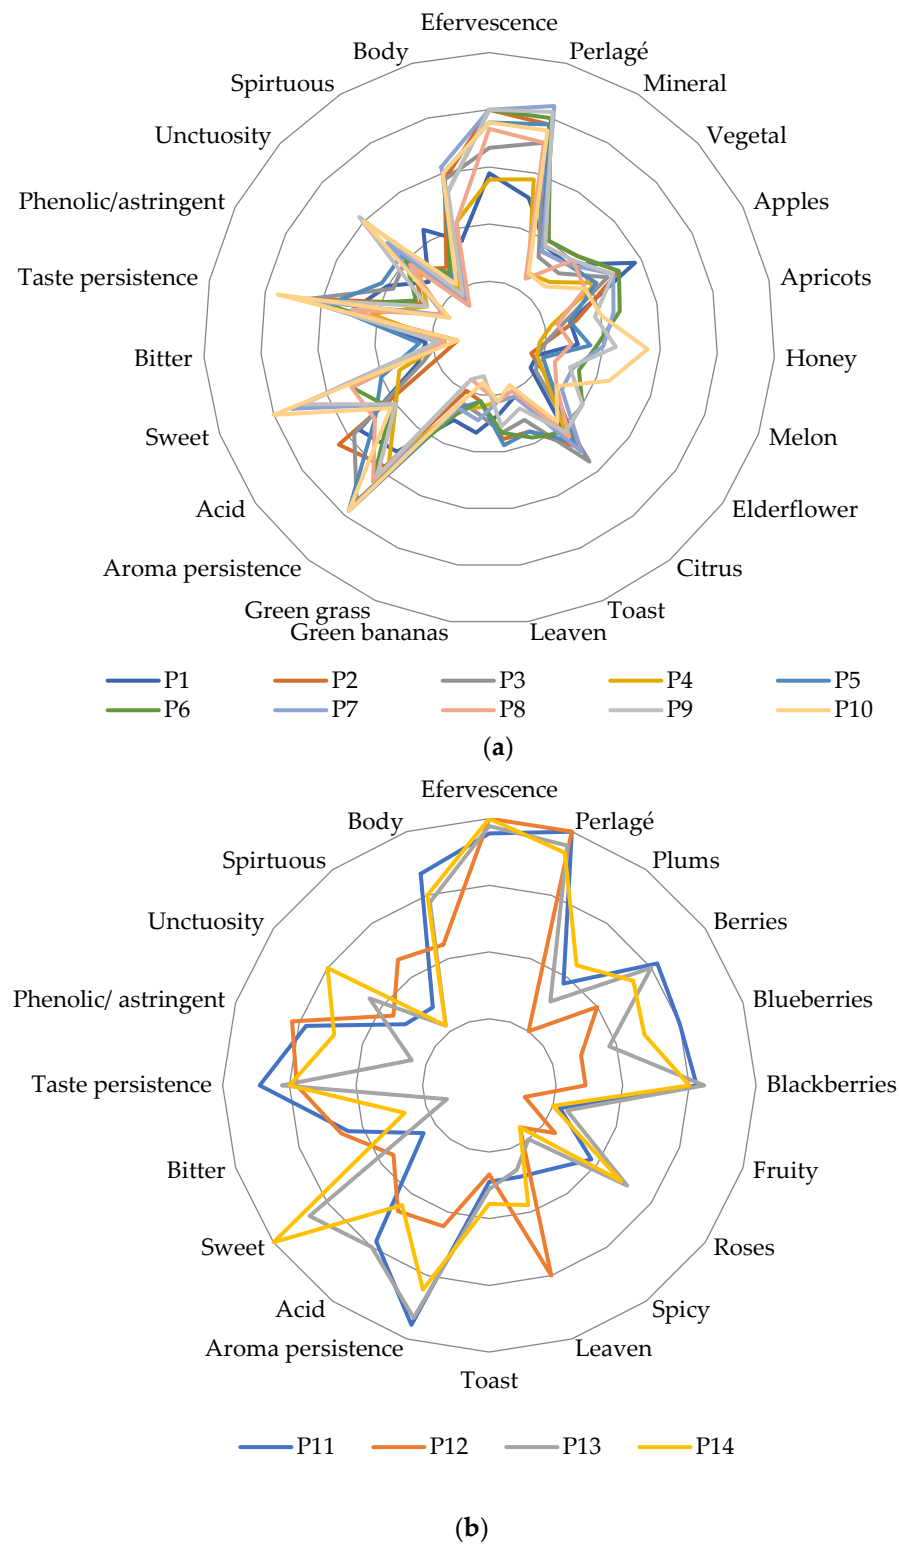 Efervescence
Body
Perlagé
Spirtuous
Mineral
Unctuosity
Vegetal
Phenolic/astringent
Apples
Taste persistence
Apricots
Bitter
Honey
Sweet
Melon
Acid
Elderflower
Aroma persistence
Citrus
Green grass
Toast
Green bananas
Leaven
P1 P2 P3 P4 P5
P6 P7 P8 P9 P10
(a)
Efervescence
Body
Perlagé
Spirtuous
Plums
Unctuosity
Berries
Phenolic/ astringent
Blueberries
Taste persistence
Blackberries
Bitter
Fruity
Sweet
Roses
Acid
Spicy
Aroma persistence
Leaven
Toast
P11 P12 P13 P14
(b)